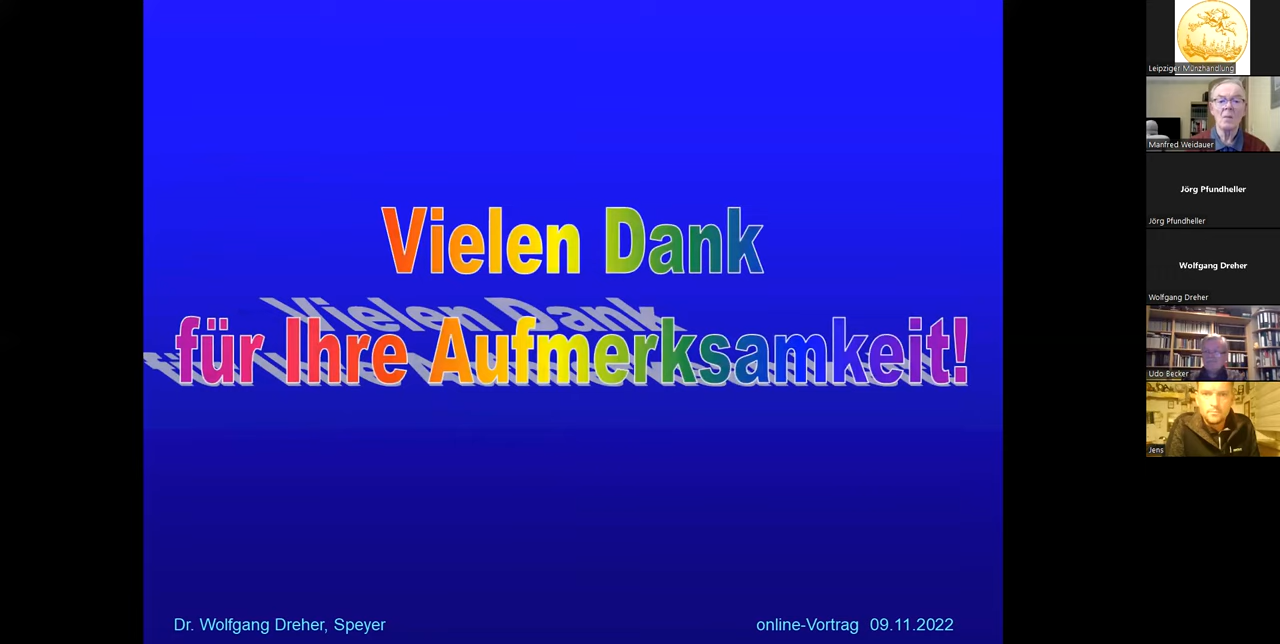 Vielen Dank
für Ihre Aufmerksamkeit!
Dr. Wolfgang Dreher, Speyer
online-Vortrag 09.11.2022
Leipziger Münzhandlung
Manfred Weidauer
Jörg Pfundheller
Jörg Pfundheller
Wolfgang Dreher
Wolfgang Dreher
Udo Becker
Jens